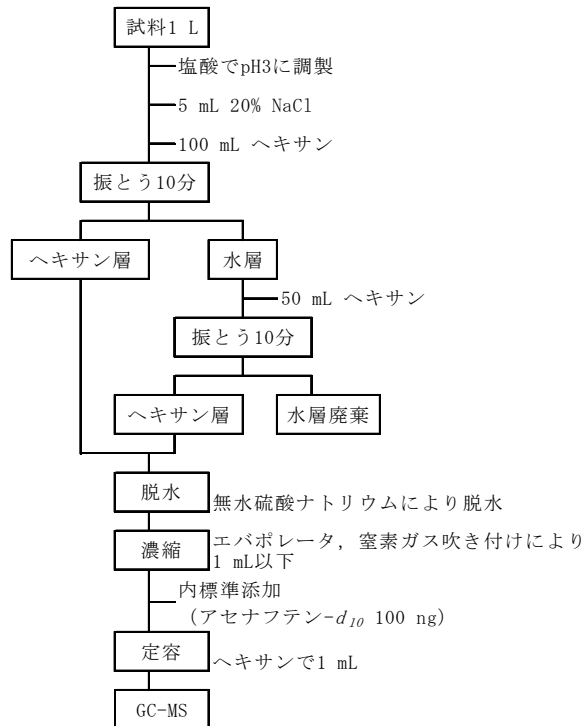 試料1 L
塩酸でpH3に調製
5 mL 20% NaCl
100 mL ヘキサン
振とう10分
ヘキサン層
水層
50 mL ヘキサン
振とう10分
ヘキサン層
水層廃棄
脱水
無水硫酸ナトリウムにより脱水
濃縮
エバポレータ，窒素ガス吹き付けにより
1 mL以下
内標準添加
(アセナフテン-d10 100 ng)
定容
ヘキサンで1 mL
GC-MS